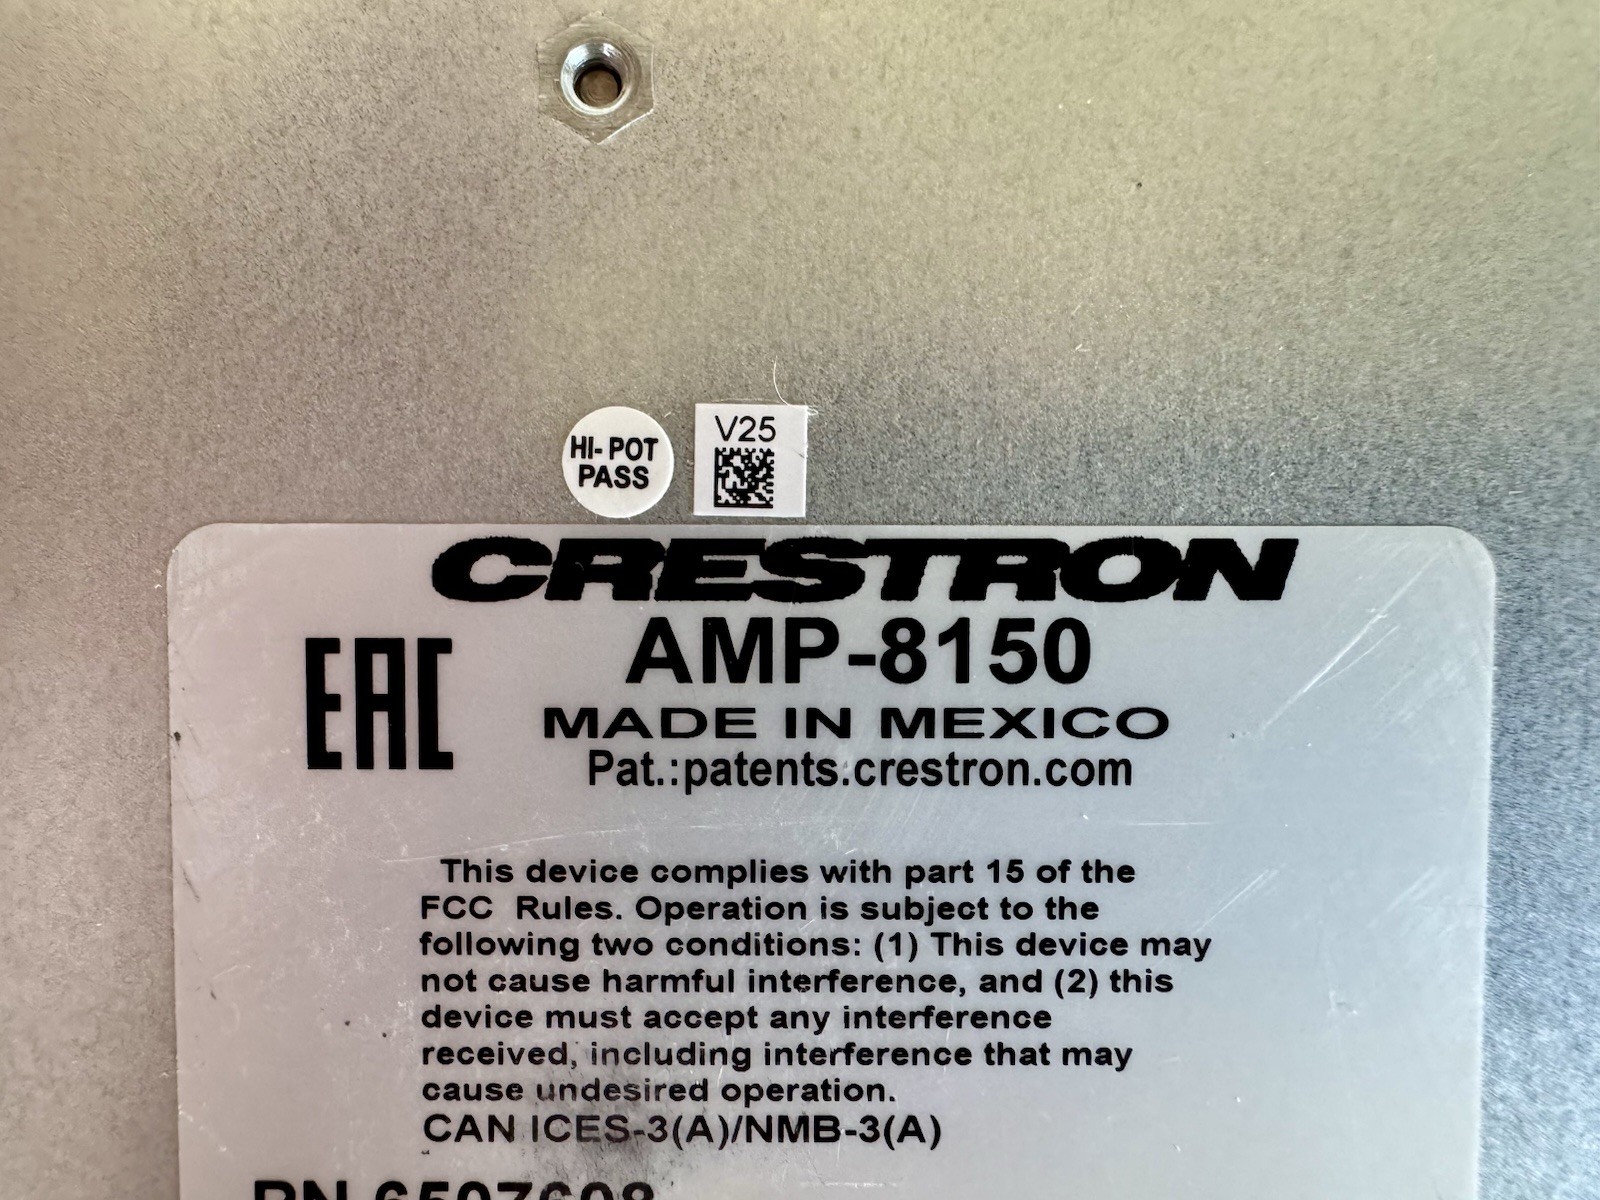 HI- POT
PASS
V25
CRESTRON
AMP-8150
EAC
MADE IN MEXICO
Pat.:patents.crestron.com
This device complies with part 15 of the
FCC Rules. Operation is subject to the
following two conditions: (1) This device may
not cause harmful interference, and (2) this
device must accept any interference
received, including interference that may
cause undesired operation.
CAN ICES-3(A)/NMB-3(A)
PN 6507608